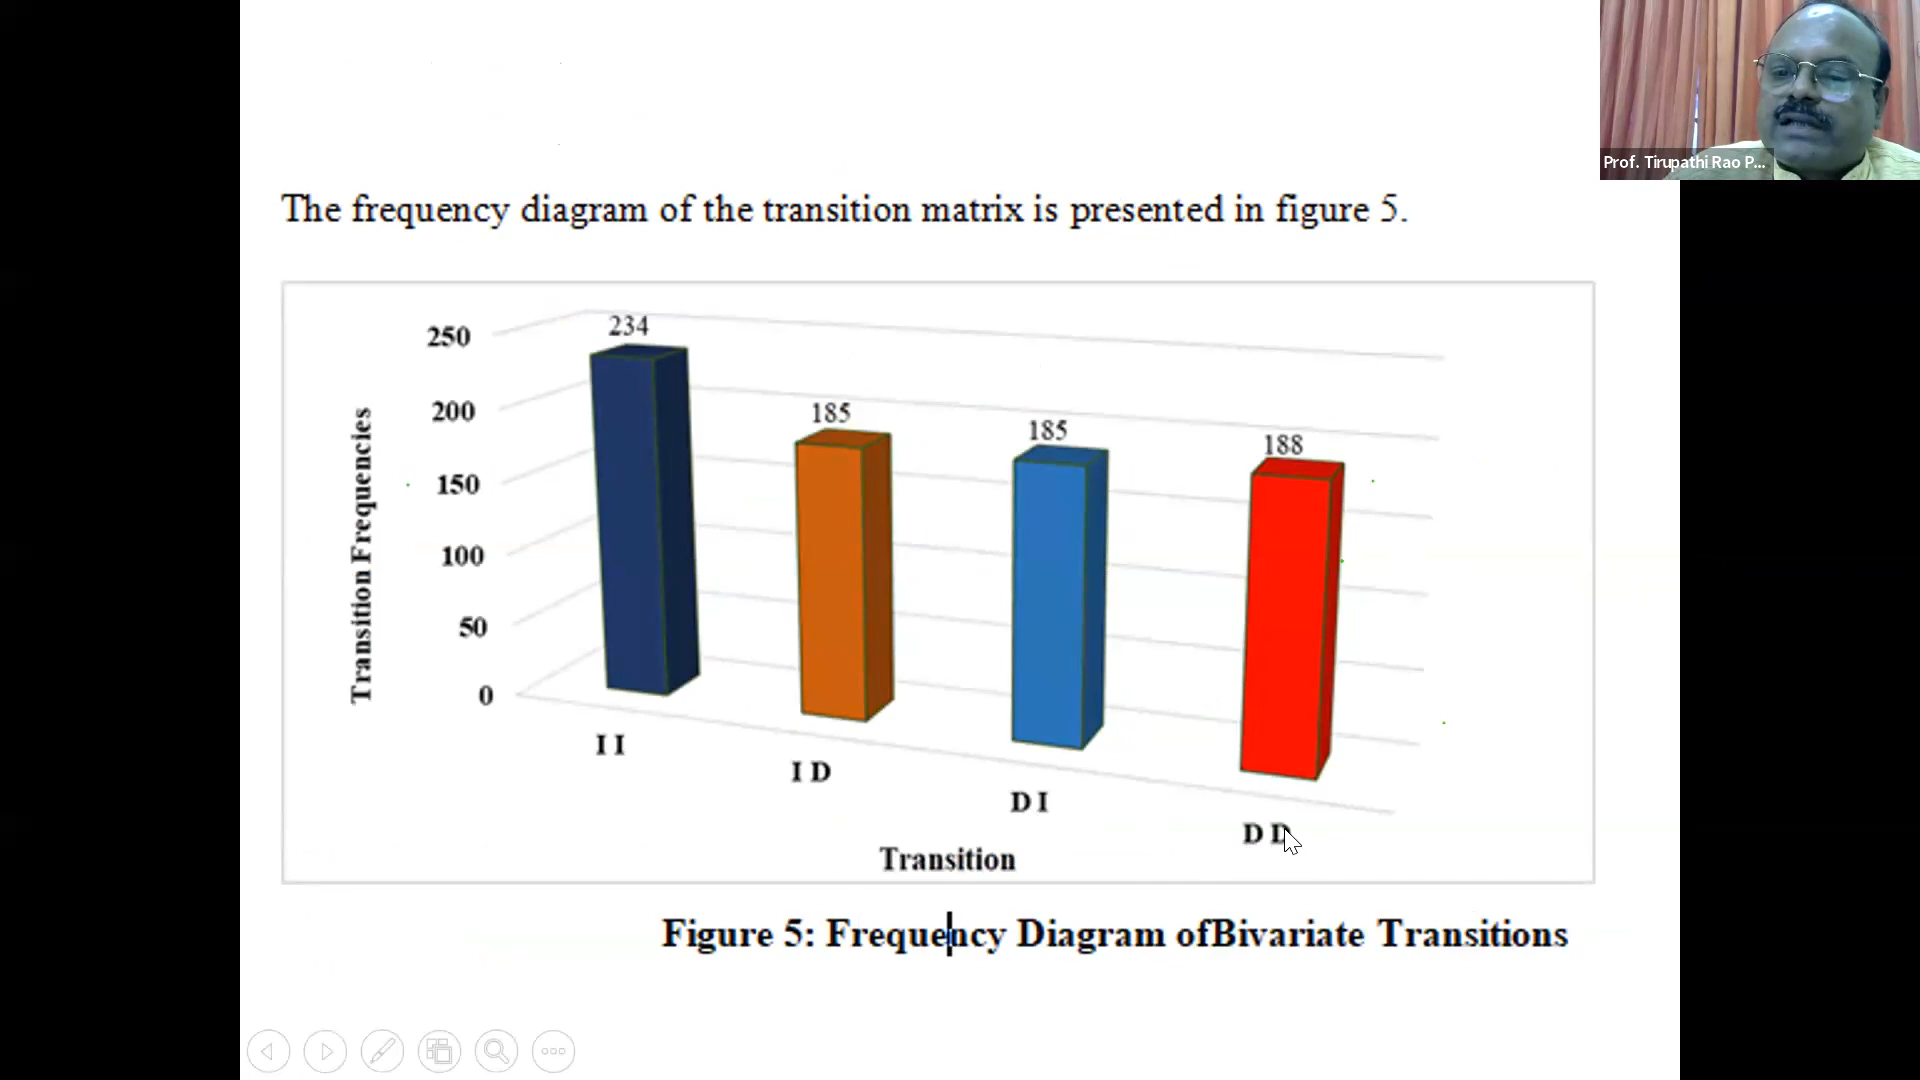 Prof. Tirupathi Rao P...
The frequency diagram of the transition matrix is presented in figure 5.
Transition Frequencies
250
200
150
100
50
0
234
185
185
188
I I
I D
D I
D D
Transition
Figure 5: Frequency Diagram ofBivariate Transitions